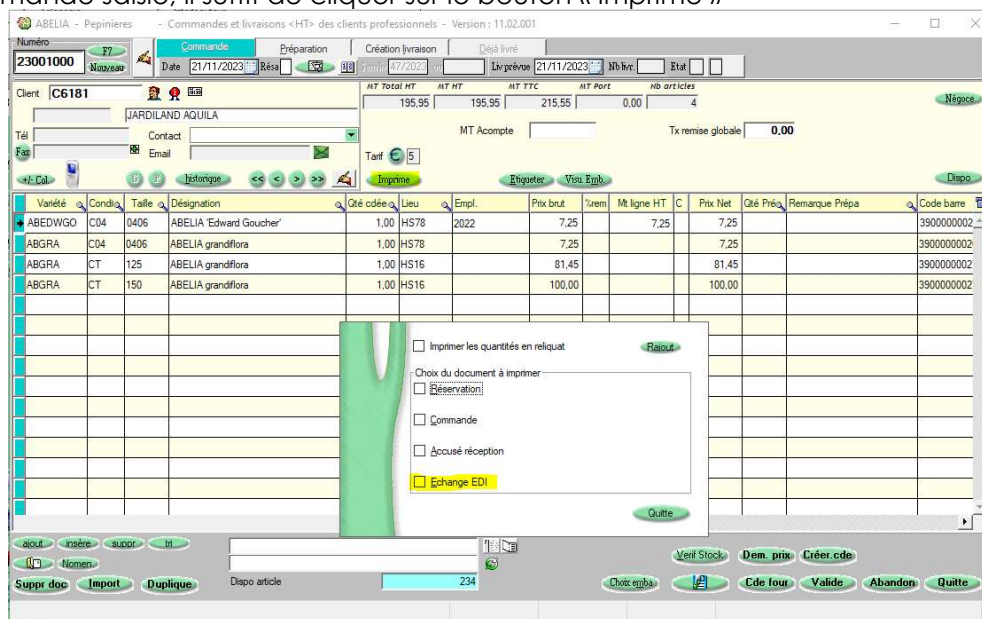 mande saisie, il suffit de cliquer sur le bouton « Imprime »
ABELIA - Pepinieres - Commandes et livraisons <HT> des clients professionnels - Version : 11.02.001
Numéro
23001000
F7
Nouveau
Commande
Préparation
Création livraison
Déjà livré
Date 21/11/2023
Résa
47/2023
Liv prévue 21/11/2023
Nb livr.
Etat
Client C6181
JARDILAND AQUILA
Tél
Contact
Fax
Email
+/- Col.
historique
<< < > >>
MT Total HT MT HT MT TTC MT Port Nb articles
195,95 195,95 215,55 0,00 4
MT Acompte
Tx remise globale 0,00
Négoce
Tarif € 5
Imprime
Etiqueter
Visu. Emb.
Dispo
Variété Condio Taille Désignation Qté cdée Lieu Empl. Prix brut %rem Mt ligne HT C Prix Net Qté Prép Remarque Prépa Code barre
ABEDWGO C04 0406 ABELIA 'Edward Goucher' 1,00 HS78 2022 7,25 7,25 7,25 3900000002
ABGRA C04 0406 ABELIA grandiflora 1,00 HS78 7,25 7,25 3900000002
ABGRA CT 125 ABELIA grandiflora 1,00 HS16 81,45 81,45 3900000002
ABGRA CT 150 ABELIA grandiflora 1,00 HS16 100,00 100,00 3900000002
Imprimer les quantités en reliquat
Rajout
Choix du document à imprimer
Réservation
Commande
Accusé réception
Echange EDI
Quitte
ajout insére suppr tri
Nomen.
Verif Stock
Dem. prix
Créer.cde
Suppr doc
Import
Duplique
Dispo article
234
Choix emba
Cde four
Valide
Abandon
Quitte